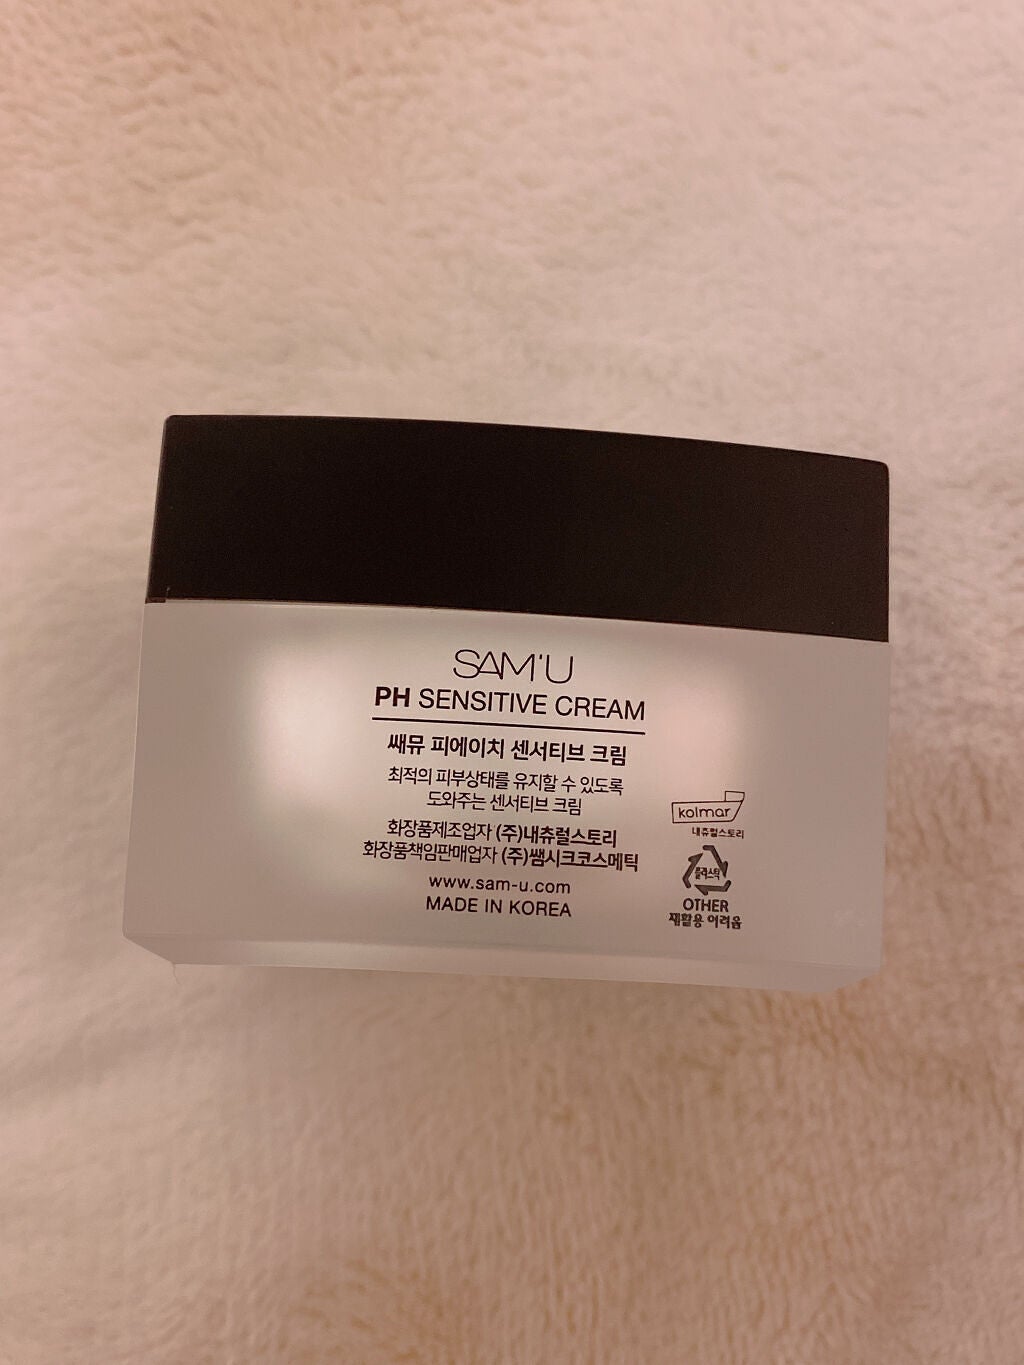 SAM'U
PH SENSITIVE CREAM
쌔뮤 피에이치 센서티브 크림
최적의 피부상태를 유지할 수 있도록
도와주는 센서티브 크림
화장품제조업자 (주)내츄럴스토리
화장품책임판매업자 (주)쌤시크코스메틱
www.sam-u.com
MADE IN KOREA
kolmar
내츄럴스토리
플라스틱
OTHER
재활용 어려움